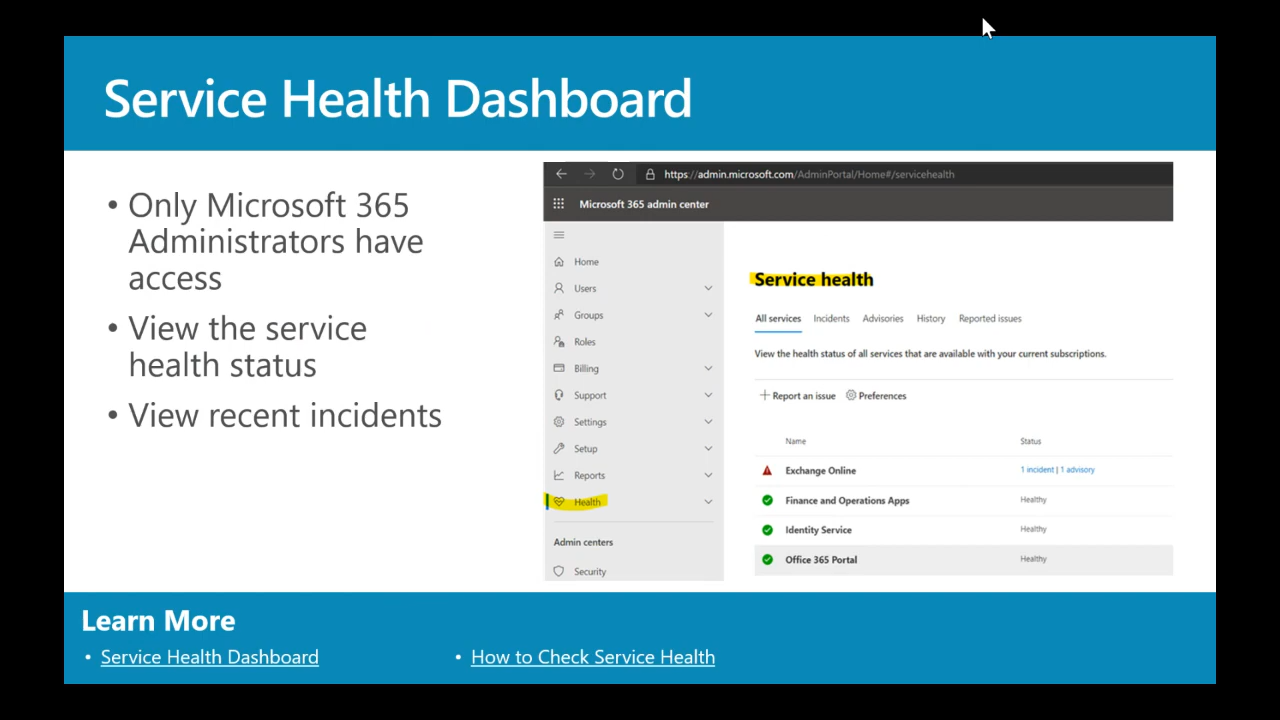 Service Health Dashboard
• Only Microsoft 365
Administrators have
access
• View the service
health status
• View recent incidents
https://admin.microsoft.com/AdminPortal/Home#/servicehealth
Microsoft 365 admin center
Home
Users
Groups
Roles
Billing
Support
Settings
Setup
Reports
Health
Admin centers
Security
Service health
All services Incidents Advisories History Reported issues
View the health status of all services that are available with your current subscriptions.
Report an issue Preferences
Name Status
Exchange Online 1 incident | 1 advisory
Finance and Operations Apps Healthy
Identity Service Healthy
Office 365 Portal Healthy
Learn More
• Service Health Dashboard • How to Check Service Health